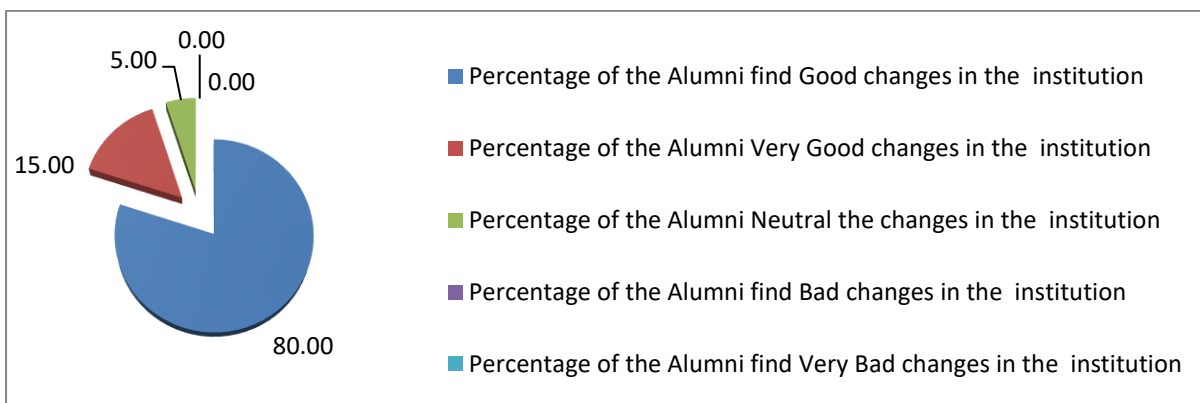 0.00
5.00
0.00
15.00
80.00
Percentage of the Alumni find Good changes in the  institution
Percentage of the Alumni Very Good changes in the  institution
Percentage of the Alumni Neutral the changes in the  institution
Percentage of the Alumni find Bad changes in the  institution
Percentage of the Alumni find Very Bad changes in the  institution